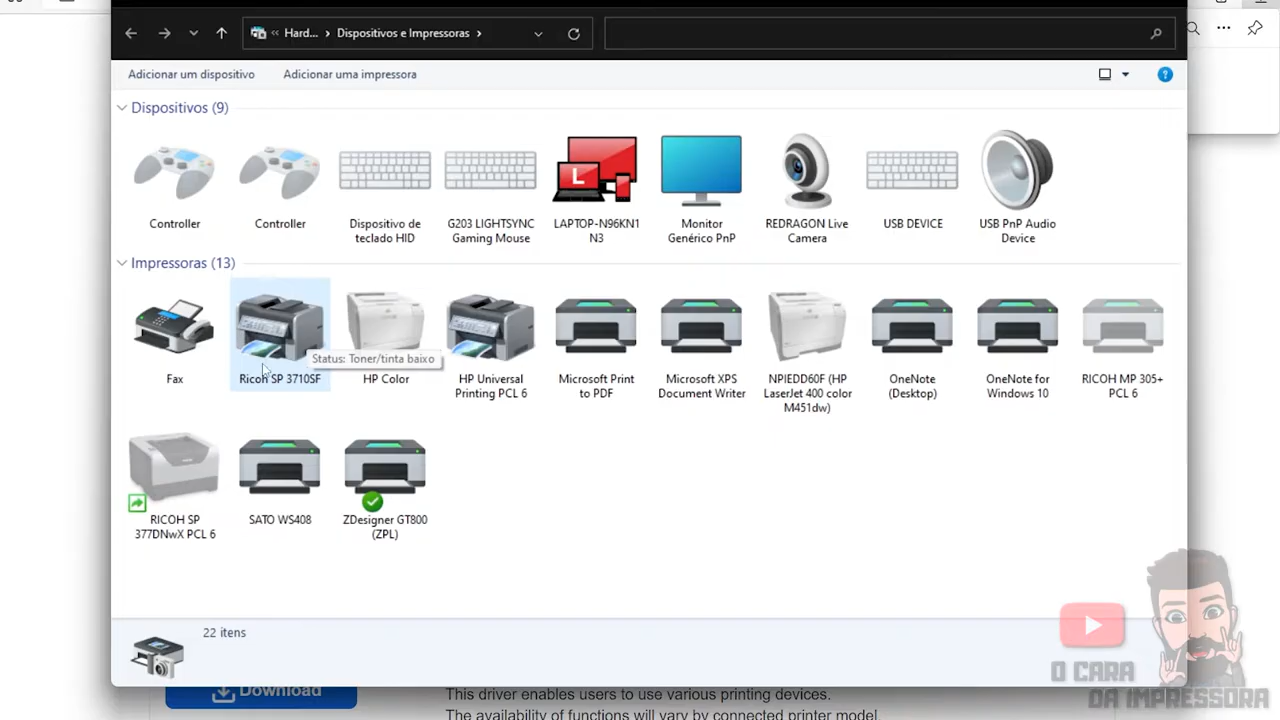 Hard... › Dispositivos e Impressoras ›
Adicionar um dispositivo
Adicionar uma impressora
Dispositivos (9)
Controller
Controller
Dispositivo de
teclado HID
G203 LIGHTSYNC
Gaming Mouse
L
LAPTOP-N96KN1
N3
Monitor
Genérico PnP
REDRAGON Live
Camera
USB DEVICE
USB PnP Audio
Device
Impressoras (13)
Fax
Ricoh SP 3710SF
Status: Toner/tinta baixo
HP Color
HP Universal
Printing PCL 6
Microsoft Print
to PDF
Microsoft XPS
Document Writer
NPIEDD60F (HP
LaserJet 400 color
M451dw)
OneNote
(Desktop)
OneNote for
Windows 10
RICOH MP 305+
PCL 6
RICOH SP
377DNwX PCL 6
SATO WS408
ZDesigner GT800
(ZPL)
22 itens
O CARA
DA IMPRESSORA
Download
This driver enables users to use various printing devices.
The availability of functions will vary by connected printer model.